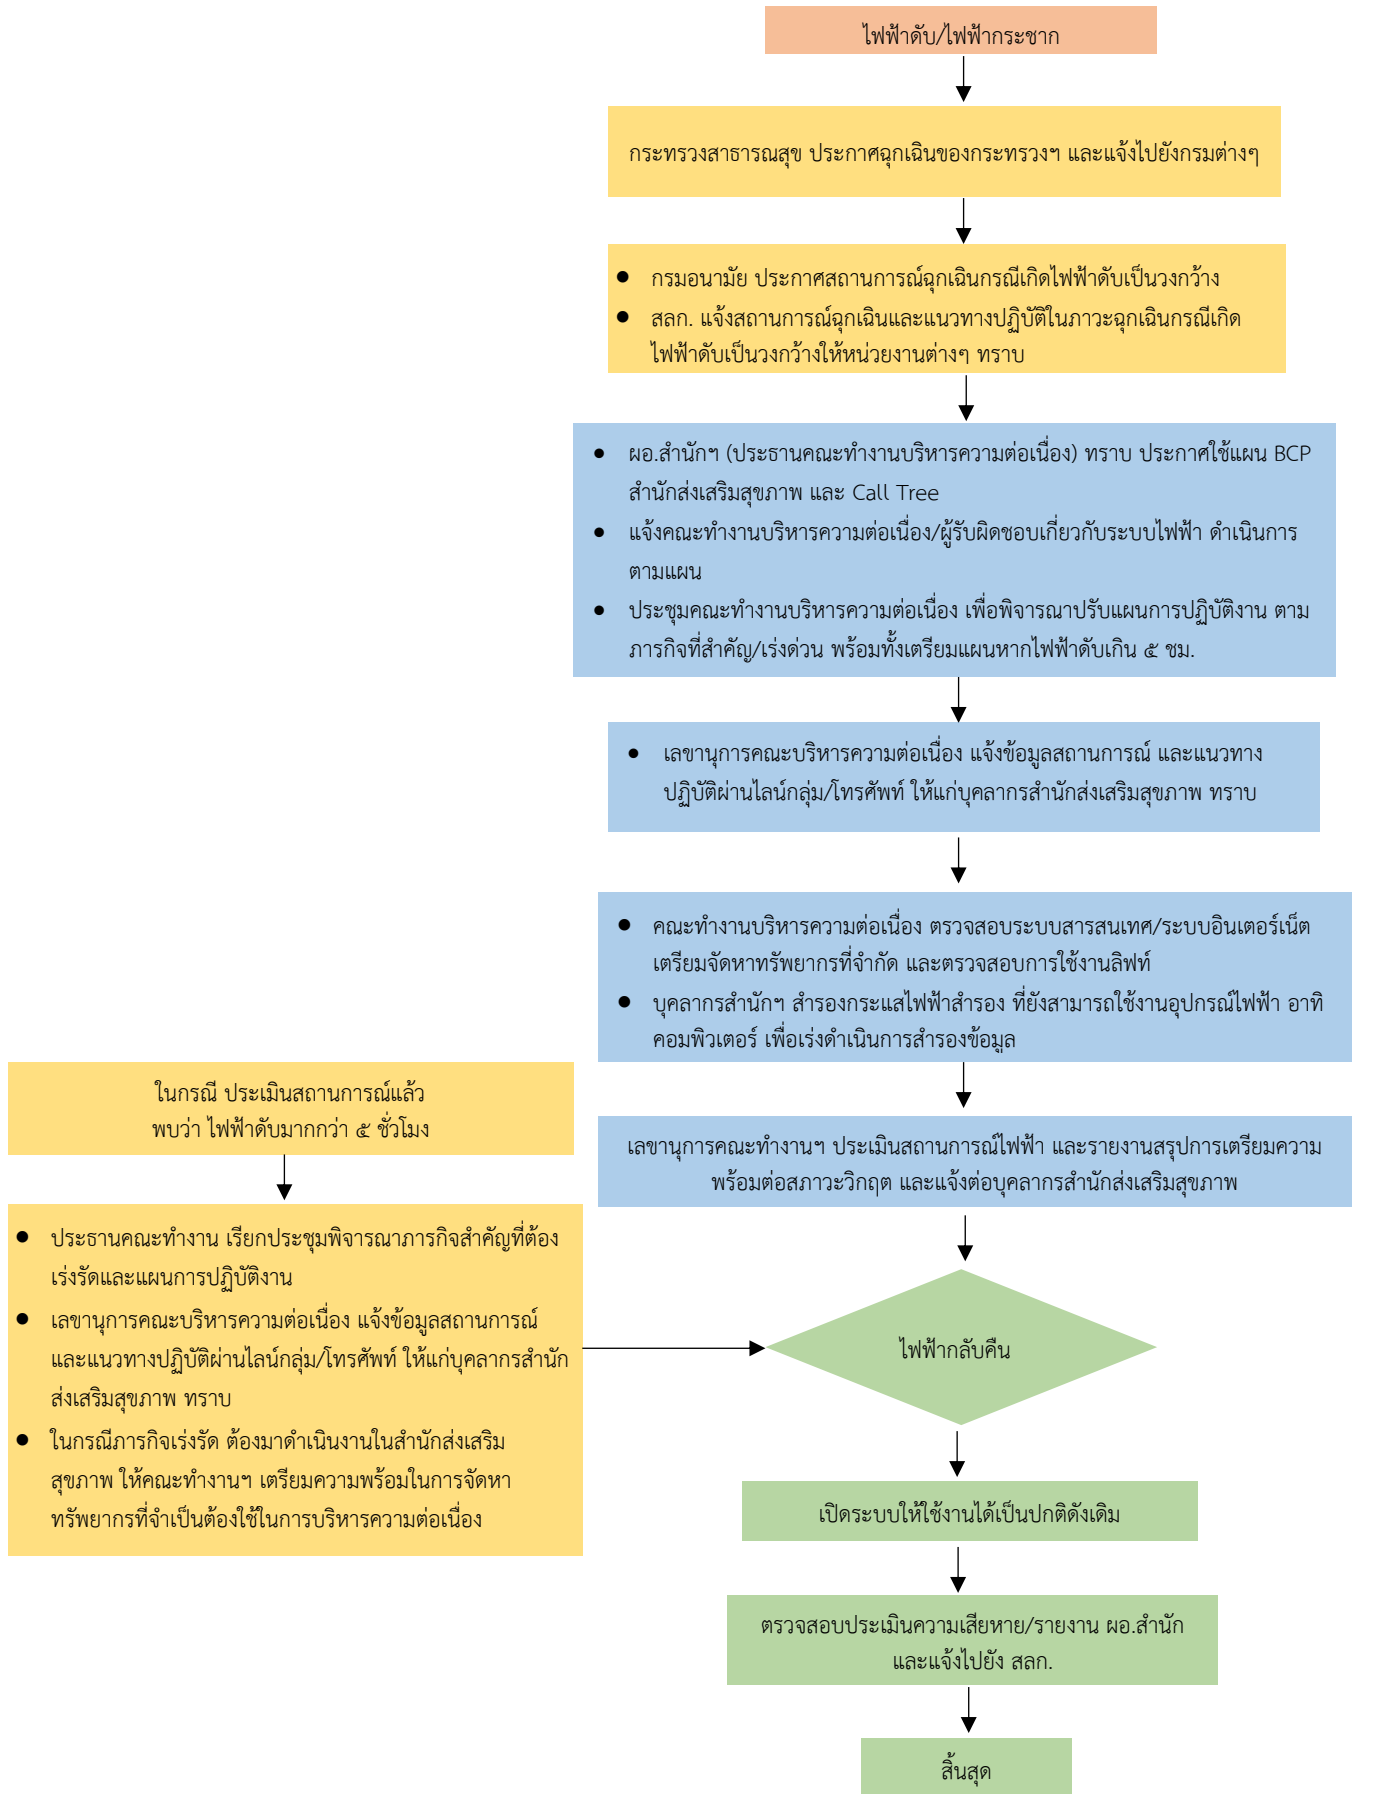 ไฟฟ้าดับ/ไฟฟ้ากระชาก
กระทรวงสาธารณสุข ประกาศฉุกเฉินของกระทรวงฯ และแจ้งไปยังกรมต่างๆ
● กรมอนามัย ประกาศสถานการณ์ฉุกเฉินกรณีเกิดไฟฟ้าดับเป็นวงกว้าง
● สลก. แจ้งสถานการณ์ฉุกเฉินและแนวทางปฏิบัติในภาวะฉุกเฉินกรณีเกิด
ไฟฟ้าดับเป็นวงกว้างให้หน่วยงานต่างๆ ทราบ
● ผอ.สำนักฯ (ประธานคณะทำงานบริหารความต่อเนื่อง) ทราบ ประกาศใช้แผน BCP
สำนักส่งเสริมสุขภาพ และ Call Tree
● แจ้งคณะทำงานบริหารความต่อเนื่อง/ผู้รับผิดชอบเกี่ยวกับระบบไฟฟ้า ดำเนินการ
ตามแผน
● ประชุมคณะทำงานบริหารความต่อเนื่อง เพื่อพิจารณาปรับแผนการปฏิบัติงาน ตาม
ภารกิจที่สำคัญ/เร่งด่วน พร้อมทั้งเตรียมแผนหากไฟฟ้าดับเกิน ๕ ชม.
● เลขานุการคณะบริหารความต่อเนื่อง แจ้งข้อมูลสถานการณ์ และแนวทาง
ปฏิบัติผ่านไลน์กลุ่ม/โทรศัพท์ ให้แก่บุคลากรสำนักส่งเสริมสุขภาพ ทราบ
● คณะทำงานบริหารความต่อเนื่อง ตรวจสอบระบบสารสนเทศ/ระบบอินเตอร์เน็ต
เตรียมจัดหาทรัพยากรที่จำกัด และตรวจสอบการใช้งานลิฟท์
● บุคลากรสำนักฯ สำรองกระแสไฟฟ้าสำรอง ที่ยังสามารถใช้งานอุปกรณ์ไฟฟ้า อาทิ
คอมพิวเตอร์ เพื่อเร่งดำเนินการสำรองข้อมูล
ในกรณี ประเมินสถานการณ์แล้ว
พบว่า ไฟฟ้าดับมากกว่า ๕ ชั่วโมง
เลขานุการคณะทำงานฯ ประเมินสถานการณ์ไฟฟ้า และรายงานสรุปการเตรียมความ
พร้อมต่อสภาวะวิกฤต และแจ้งต่อบุคลากรสำนักส่งเสริมสุขภาพ
● ประธานคณะทำงาน เรียกประชุมพิจารณาภารกิจสำคัญที่ต้อง
เร่งรัดและแผนการปฏิบัติงาน
● เลขานุการคณะบริหารความต่อเนื่อง แจ้งข้อมูลสถานการณ์
และแนวทางปฏิบัติผ่านไลน์กลุ่ม/โทรศัพท์ ให้แก่บุคลากรสำนัก
ส่งเสริมสุขภาพ ทราบ
● ในกรณีภารกิจเร่งรัด ต้องมาดำเนินงานในสำนักส่งเสริม
สุขภาพ ให้คณะทำงานฯ เตรียมความพร้อมในการจัดหา
ทรัพยากรที่จำเป็นต้องใช้ในการบริหารความต่อเนื่อง
ไฟฟ้ากลับคืน
เปิดระบบให้ใช้งานได้เป็นปกติดังเดิม
ตรวจสอบประเมินความเสียหาย/รายงาน ผอ.สำนัก
และแจ้งไปยัง สลก.
สิ้นสุด